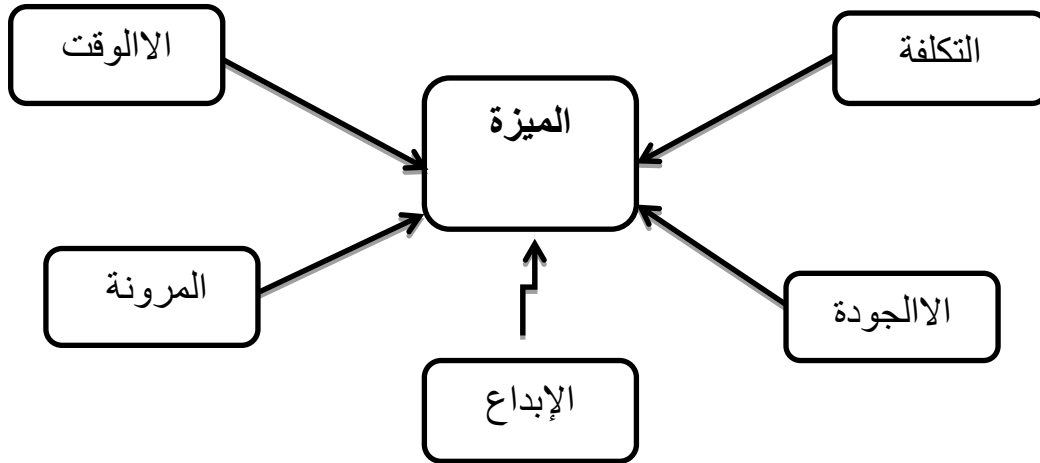 التكلفة
الاالوقت
الميزة
المرونة
الاالجودة
الإبداع